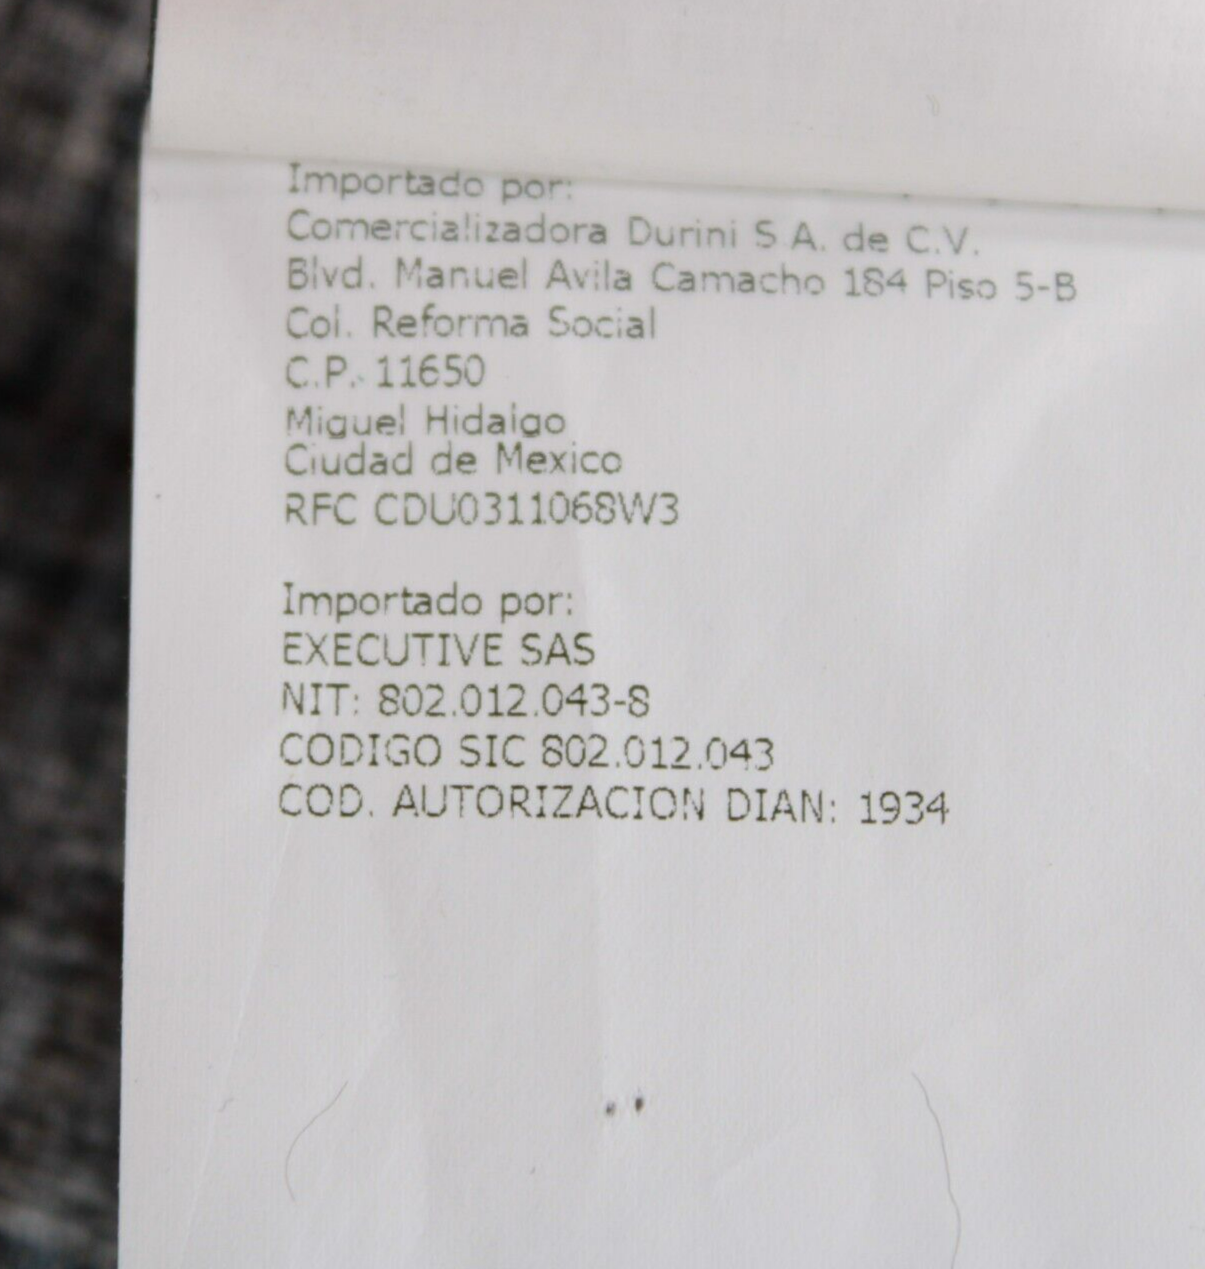 Importado por:
Comercializadora Durini S.A. de C.V.
Blvd. Manuel Avila Camacho 184 Piso 5-B
Col. Reforma Social
C.P. 11650
Miguel Hidalgo
Ciudad de Mexico
RFC CDU0311068W3
Importado por:
EXECUTIVE SAS
NIT: 802.012.043-8
CODIGO SIC 802.012.043
COD. AUTORIZACION DIAN: 1934